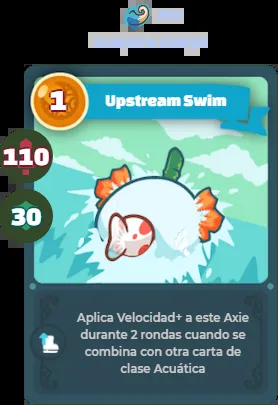 1
Upstream Swim
110
30
Aplica Velocidad+ a este Axie
durante 2 rondas cuando se
combina con otra carta de
clase Acuática